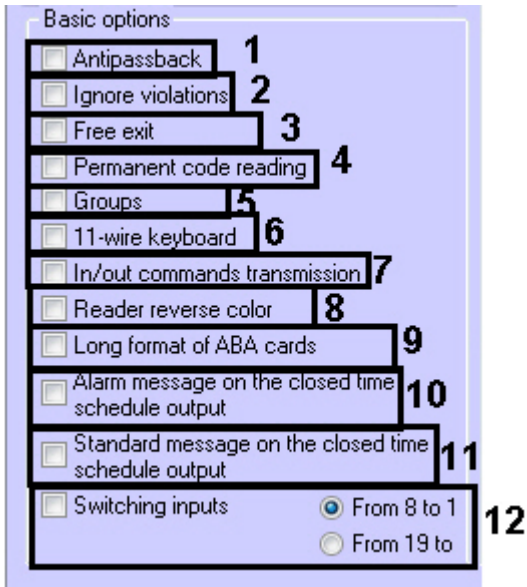 Basic options
Antipassback 1
Ignore violations 2
Free exit 3
Permanent code reading 4
Groups 5
11-wire keyboard 6
In/out commands transmission 7
Reader reverse color 8
Long format of ABA cards 9
Alarm message on the closed time
schedule output 10
Standard message on the closed time
schedule output 11
Switching inputs From 8 to 1 12
From 19 to